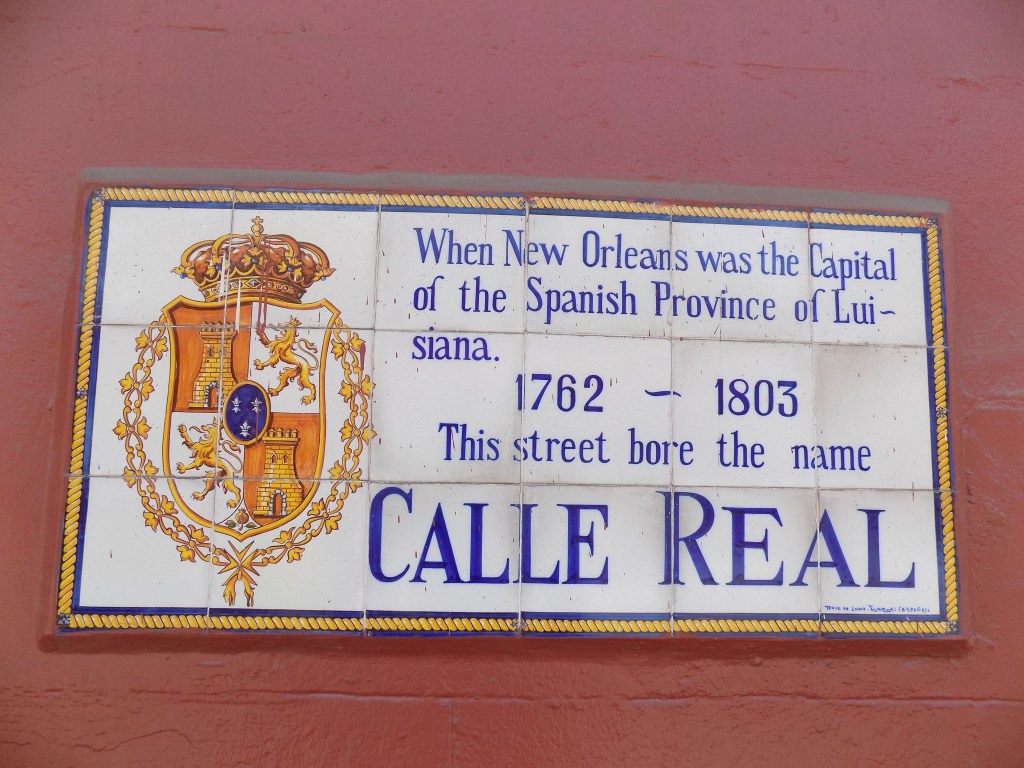 When New Orleans was the Capital
of the Spanish Province of Lui~
siana.
1762 ~ 1803
This street bore the name
CALLE REAL